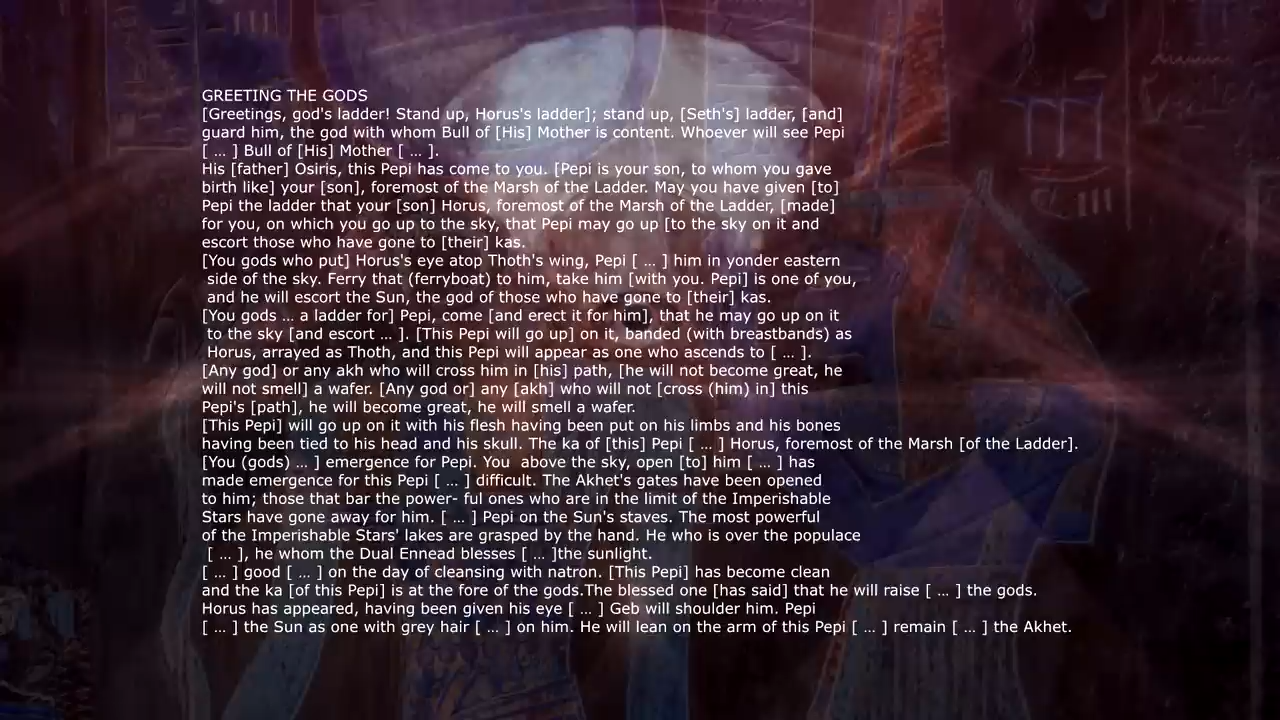 GREETING THE GODS
[Greetings, god's ladder! Stand up, Horus's ladder]; stand up, [Seth's] ladder, [and]
guard him, the god with whom Bull of [His] Mother is content. Whoever will see Pepi
[ … ] Bull of [His] Mother [ … ].
His [father] Osiris, this Pepi has come to you. [Pepi is your son, to whom you gave
birth like] your [son], foremost of the Marsh of the Ladder. May you have given [to]
Pepi the ladder that your [son] Horus, foremost of the Marsh of the Ladder, [made]
for you, on which you go up to the sky, that Pepi may go up [to the sky on it and
escort those who have gone to [their] kas.
[You gods who put] Horus's eye atop Thoth's wing, Pepi [ … ] him in yonder eastern
side of the sky. Ferry that (ferryboat) to him, take him [with you. Pepi] is one of you,
and he will escort the Sun, the god of those who have gone to [their] kas.
[You gods … a ladder for] Pepi, come [and erect it for him], that he may go up on it
to the sky [and escort … ]. [This Pepi will go up] on it, banded (with breastbands) as
Horus, arrayed as Thoth, and this Pepi will appear as one who ascends to [ … ].
[Any god] or any akh who will cross him in [his] path, [he will not become great, he
will not smell] a wafer. [Any god or] any [akh] who will not [cross (him) in] this
Pepi's [path], he will become great, he will smell a wafer.
[This Pepi] will go up on it with his flesh having been put on his limbs and his bones
having been tied to his head and his skull. The ka of [this] Pepi [ … ] Horus, foremost of the Marsh [of the Ladder].
[You (gods) … ] emergence for Pepi. You  above the sky, open [to] him [ … ] has
made emergence for this Pepi [ … ] difficult. The Akhet's gates have been opened
to him; those that bar the power- ful ones who are in the limit of the Imperishable
Stars have gone away for him. [ … ] Pepi on the Sun's staves. The most powerful
of the Imperishable Stars' lakes are grasped by the hand. He who is over the populace
[ … ], he whom the Dual Ennead blesses [ … ]the sunlight.
[ … ] good [ … ] on the day of cleansing with natron. [This Pepi] has become clean
and the ka [of this Pepi] is at the fore of the gods.The blessed one [has said] that he will raise [ … ] the gods.
Horus has appeared, having been given his eye [ … ] Geb will shoulder him. Pepi
[ … ] the Sun as one with grey hair [ … ] on him. He will lean on the arm of this Pepi [ … ] remain [ … ] the Akhet.